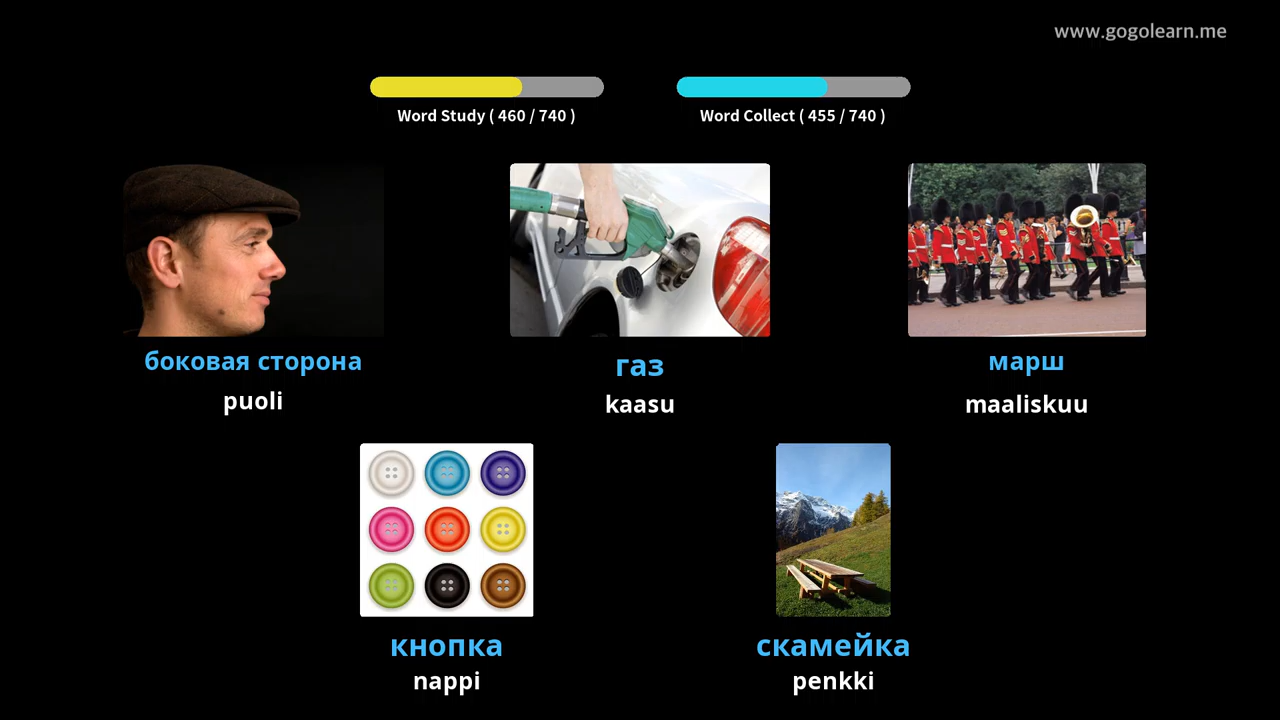 www.gogolearn.me
Word Study ( 460 / 740 )
Word Collect ( 455 / 740 )
боковая сторона
puoli
газ
kaasu
марш
maaliskuu
кнопка
nappi
скамейка
penkki